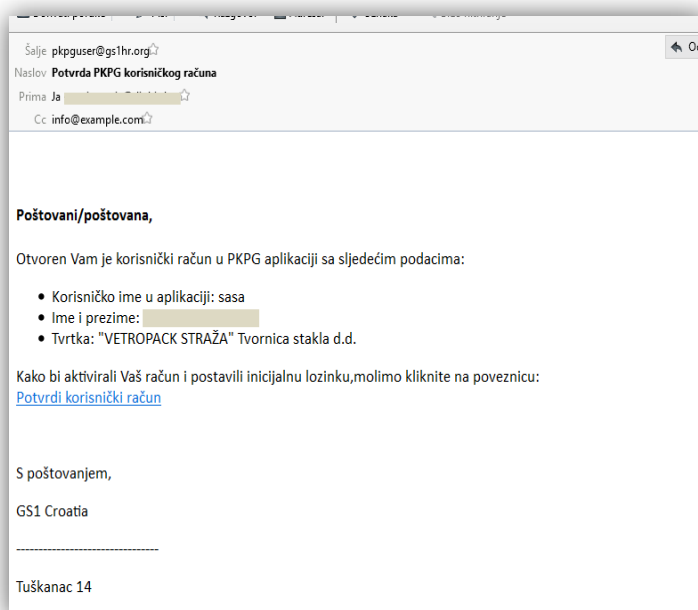 Šalje pkpguser@gs1hr.org
Naslov Potvrda PKPG korisničkog računa
Prima Ja
Cc info@example.com
Poštovani/poštovana,
Otvoren Vam je korisnički račun u PKPG aplikaciji sa sljedećim podacima:
• Korisničko ime u aplikaciji: sasa
• Ime i prezime:
• Tvrtka: "VETROPACK STRAŽA" Tvornica stakla d.d.
Kako bi aktivirali Vaš račun i postavili inicijalnu lozinku,molimo kliknite na poveznicu:
Potvrdi korisnički račun
S poštovanjem,
GS1 Croatia
--------------------------------
Tuškanac 14